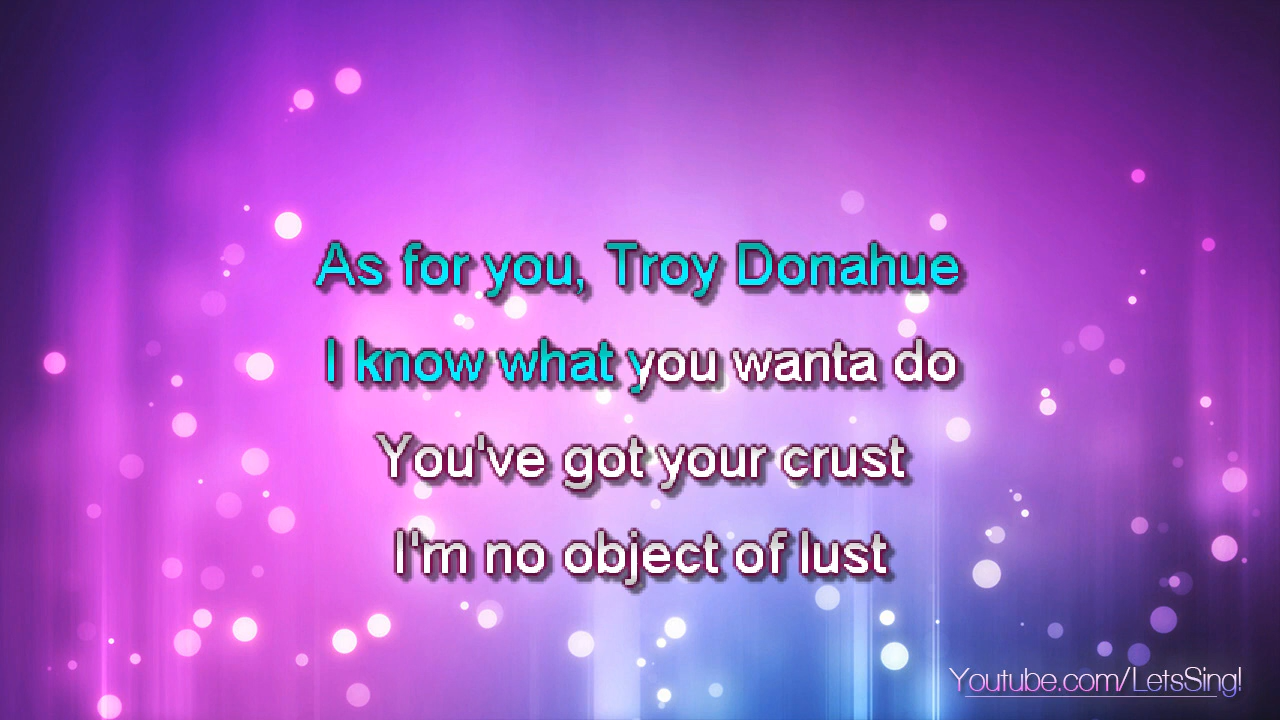 As for you, Troy Donahue
I know what you wanta do
You've got your crust
I'm no object of lust
Youtube.com/LetsSing!